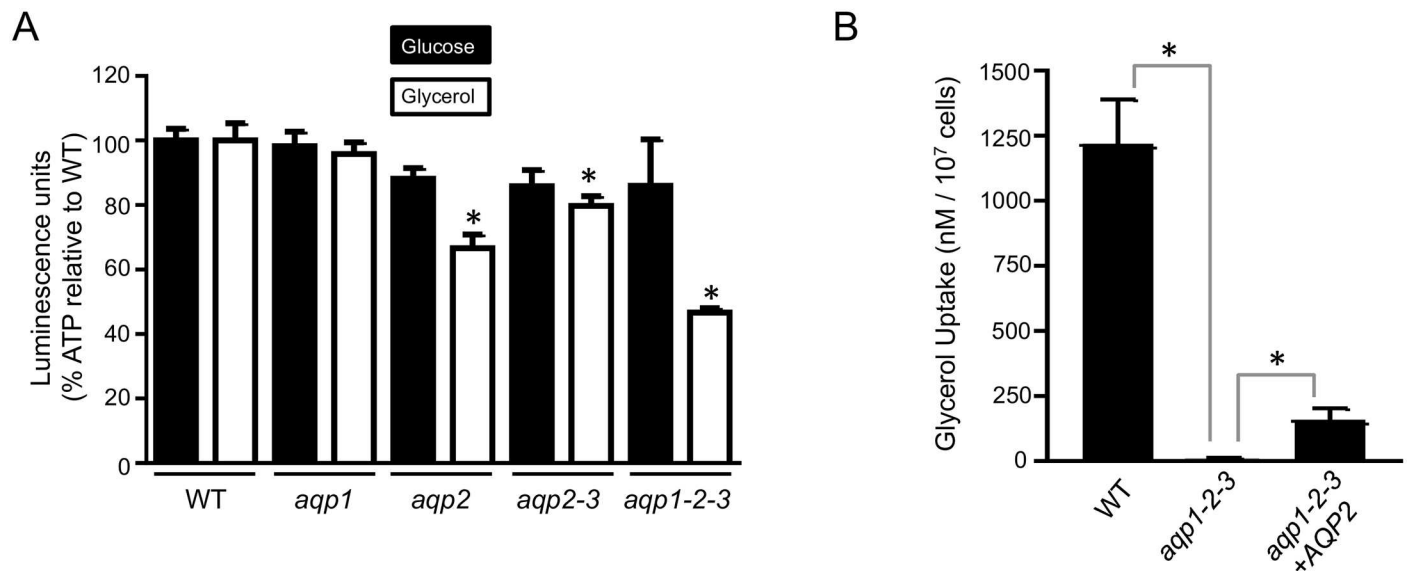 A
Glucose
Glycerol
Luminescence units
(% ATP relative to WT)
120
100
80
60
40
20
0
*
*
*
WT
aqp1
aqp2
aqp2-3
aqp1-2-3
B
Glycerol Uptake (nM / 10⁷ cells)
1500
1250
1000
750
500
250
0
*
*
WT
aqp1-2-3
aqp1-2-3
+AQP2